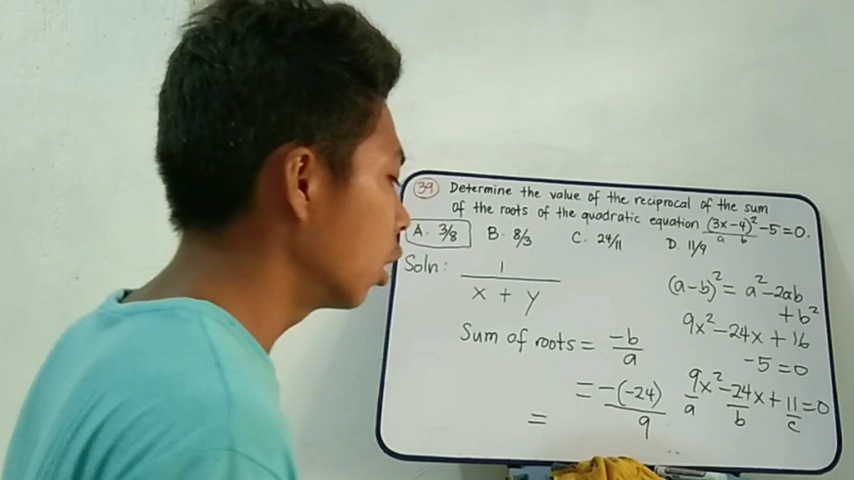 39 Determine the value of the reciprocal of the sum
of the roots of the quadratic equation (3x-4)²-5=0.
a b
A. 3/8 B. 8/3 C. 24/11 D. 11/9
Soln: 1
x + y
(a-b)² = a²-2ab
+b²
9x²-24x+16
-5=0
Sum of roots = -b
a
= -(-24)
9
9x²-24x+11=0
a b c
=